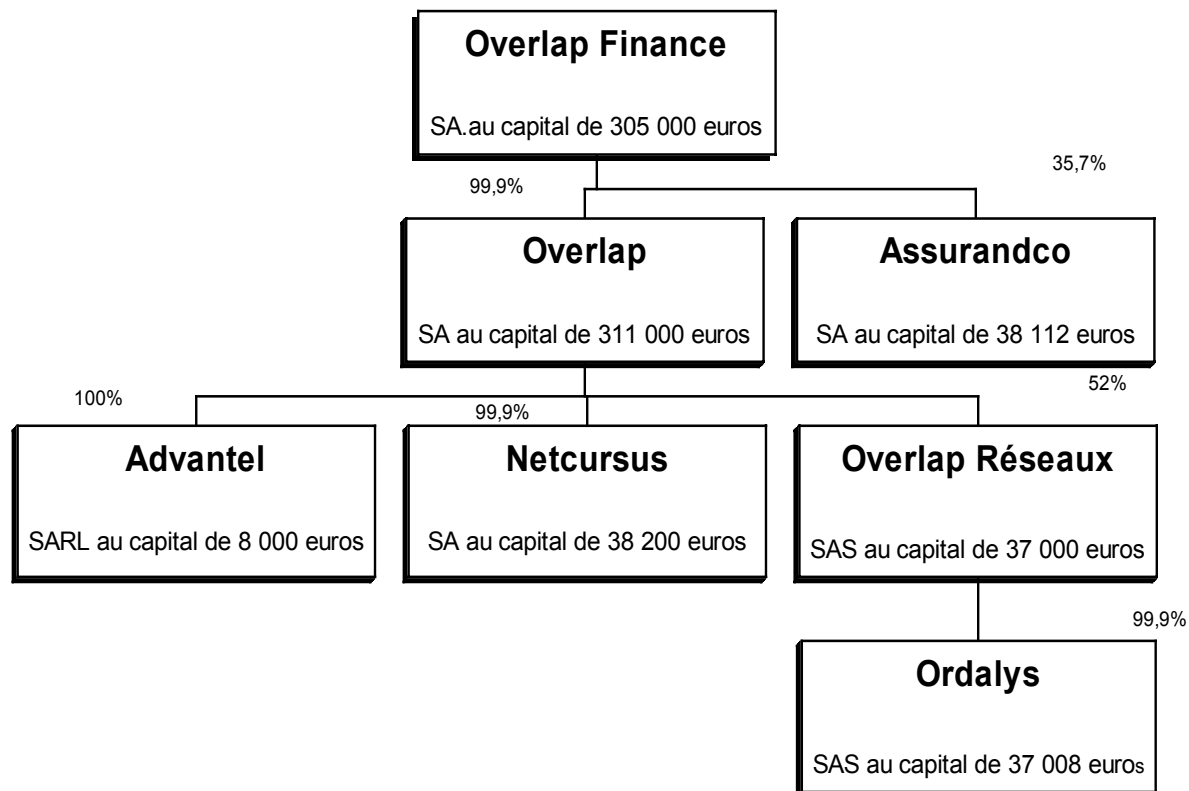 Overlap Finance
SA.au capital de 305 000 euros
99,9%
35,7%
Overlap
SA au capital de 311 000 euros
Assurandco
SA au capital de 38 112 euros
100%
99,9%
52%
Advantel
SARL au capital de 8 000 euros
Netcursus
SA au capital de 38 200 euros
Overlap Réseaux
SAS au capital de 37 000 euros
99,9%
Ordalys
SAS au capital de 37 008 euros